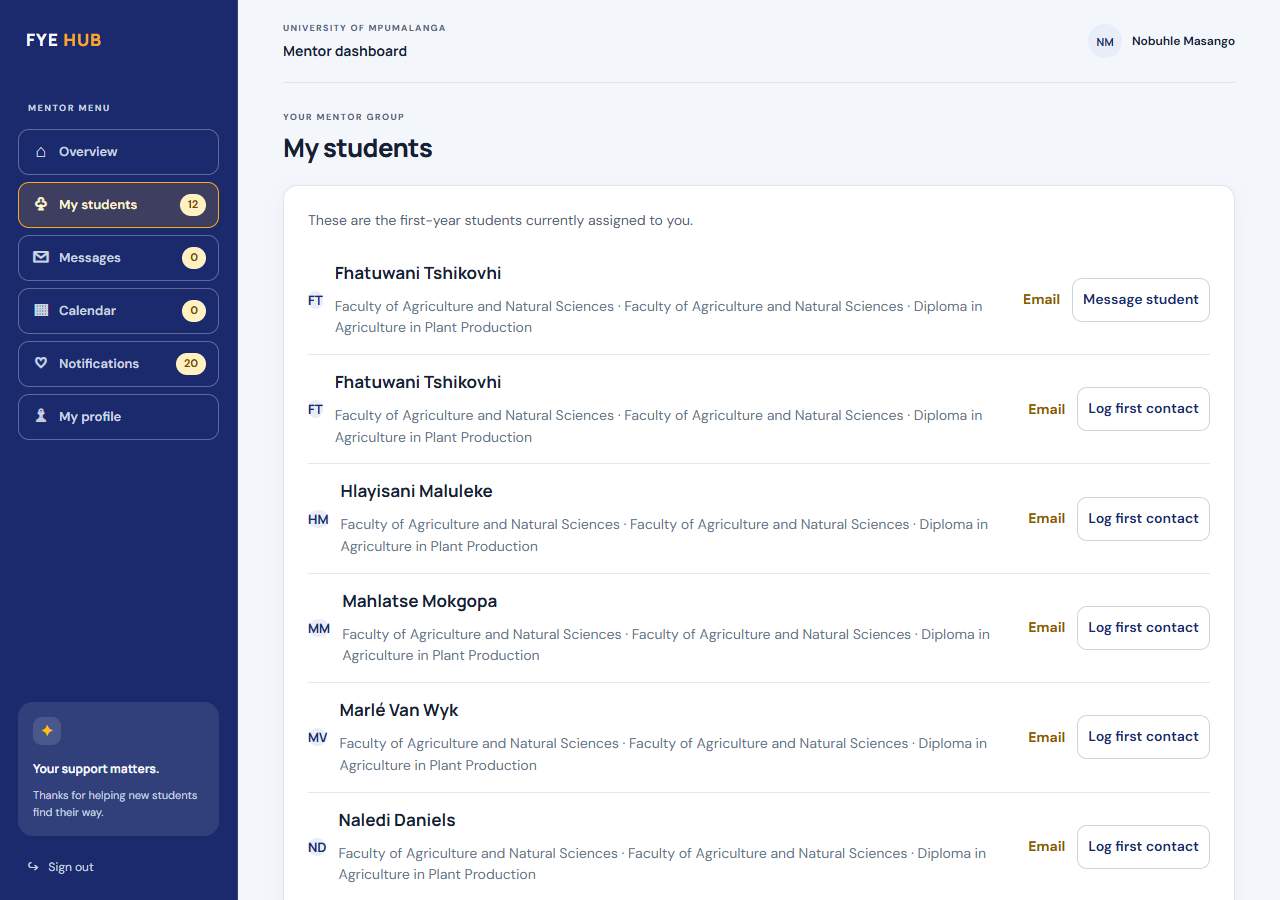 FYE HUB
MENTOR MENU
Overview
My students 12
Messages 0
Calendar 0
Notifications 20
My profile
Your support matters.
Thanks for helping new students
find their way.
Sign out
UNIVERSITY OF MPUMALANGA
Mentor dashboard
NM Nobuhle Masango
YOUR MENTOR GROUP
My students
These are the first-year students currently assigned to you.
Fhatuwani Tshikovhi
FT
Faculty of Agriculture and Natural Sciences · Faculty of Agriculture and Natural Sciences · Diploma in
Agriculture in Plant Production
Email Message student
Fhatuwani Tshikovhi
FT
Faculty of Agriculture and Natural Sciences · Faculty of Agriculture and Natural Sciences · Diploma in
Agriculture in Plant Production
Email Log first contact
Hlayisani Maluleke
HM
Faculty of Agriculture and Natural Sciences · Faculty of Agriculture and Natural Sciences · Diploma in
Agriculture in Plant Production
Email Log first contact
Mahlatse Mokgopa
MM
Faculty of Agriculture and Natural Sciences · Faculty of Agriculture and Natural Sciences · Diploma in
Agriculture in Plant Production
Email Log first contact
Marlé Van Wyk
MV
Faculty of Agriculture and Natural Sciences · Faculty of Agriculture and Natural Sciences · Diploma in
Agriculture in Plant Production
Email Log first contact
Naledi Daniels
ND
Faculty of Agriculture and Natural Sciences · Faculty of Agriculture and Natural Sciences · Diploma in
Agriculture in Plant Production
Email Log first contact